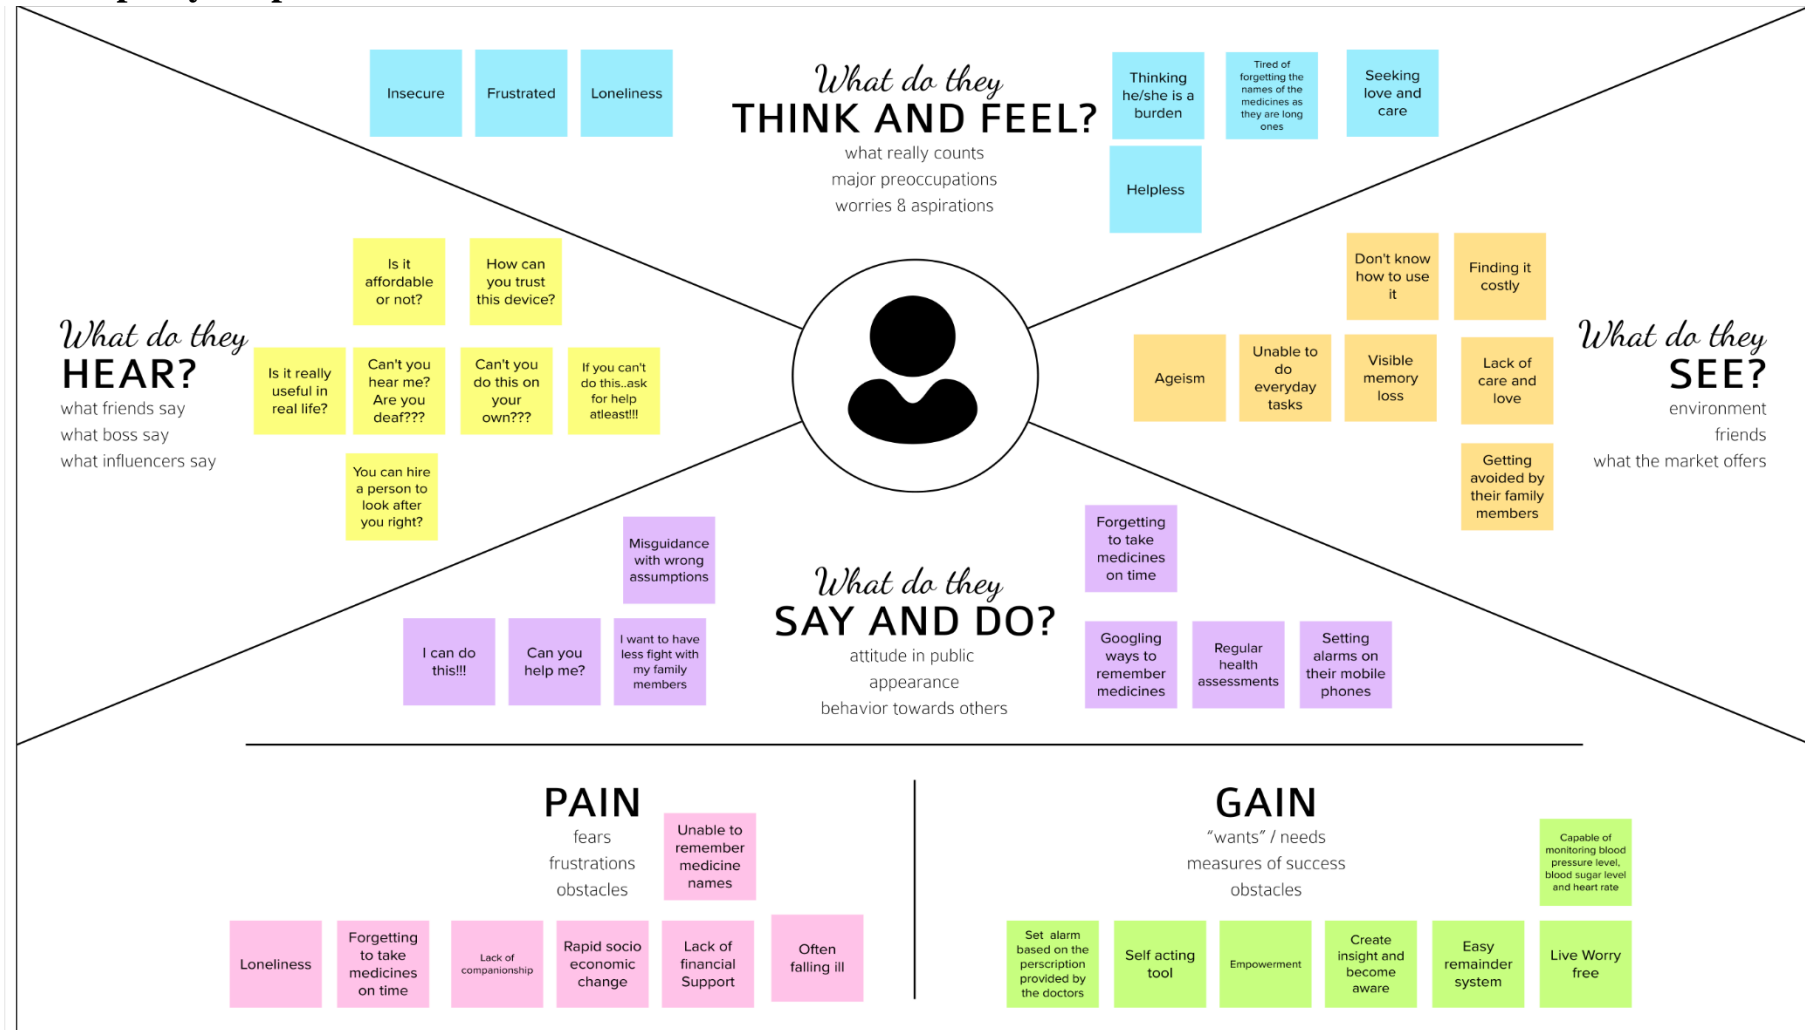 Insecure
Frustrated
Loneliness
What do they
THINK AND FEEL?
what really counts
major preoccupations
worries & aspirations
Thinking
he/she is a
burden
Tired of
forgetting the
names of the
medicines as
they are long
ones
Seeking
love and
care
Helpless
What do they
HEAR?
what friends say
what boss say
what influencers say
Is it
affordable
or not?
How can
you trust
this device?
Is it really
useful in
real life?
Can't you
hear me?
Are you
deaf???
Can't you
do this on
your
own???
If you can't
do this..ask
for help
atleast!!!
You can hire
a person to
look after
you right?
Don't know
how to use
it
Finding it
costly
Ageism
Unable to
do
everyday
tasks
Visible
memory
loss
Lack of
care and
love
Getting
avoided by
their family
members
What do they
SEE?
environment
friends
what the market offers
Misguidance
with wrong
assumptions
I can do
this!!!
Can you
help me?
I want to have
less fight with
my family
members
What do they
SAY AND DO?
attitude in public
appearance
behavior towards others
Forgetting
to take
medicines
on time
Googling
ways to
remember
medicines
Regular
health
assessments
Setting
alarms on
their mobile
phones
PAIN
fears
frustrations
obstacles
Unable to
remember
medicine
names
Loneliness
Forgetting
to take
medicines
on time
Lack of
companionship
Rapid socio
economic
change
Lack of
financial
Support
Often
falling ill
GAIN
"wants" / needs
measures of success
obstacles
Capable of
monitoring blood
pressure level,
blood sugar level
and heart rate
Set alarm
based on the
perscription
provided by
the doctors
Self acting
tool
Empowerment
Create
insight and
become
aware
Easy
remainder
system
Live Worry
free